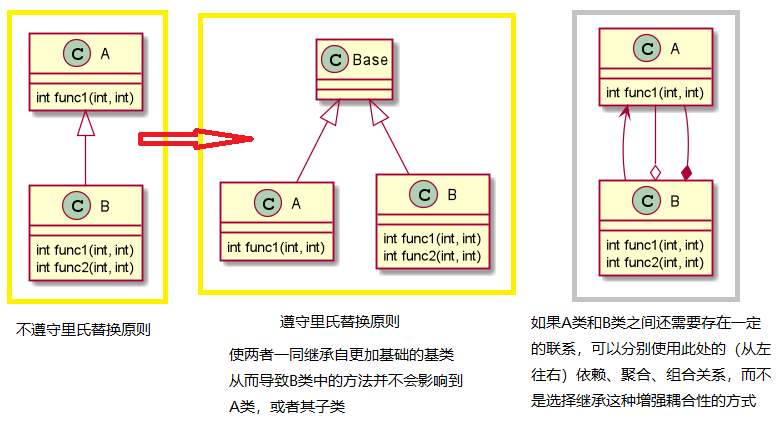 C A
int func1(int, int)
C B
int func1(int, int)
int func2(int, int)
不遵守里氏替换原则
C Base
C A
int func1(int, int)
C B
int func1(int, int)
int func2(int, int)
遵守里氏替换原则
使两者一同继承自更加基础的基类
从而导致B类中的方法并不会影响到
A类，或者其子类
C A
int func1(int, int)
C B
int func1(int, int)
int func2(int, int)
如果A类和B类之间还需要存在一定
的联系，可以分别使用此处的（从左
往右）依赖、聚合、组合关系，而不
是选择继承这种增强耦合性的方式